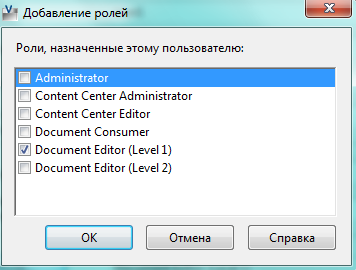 Добавление ролей
Роли, назначенные этому пользователю:
Administrator
Content Center Administrator
Content Center Editor
Document Consumer
Document Editor (Level 1)
Document Editor (Level 2)
OK
Отмена
Справка